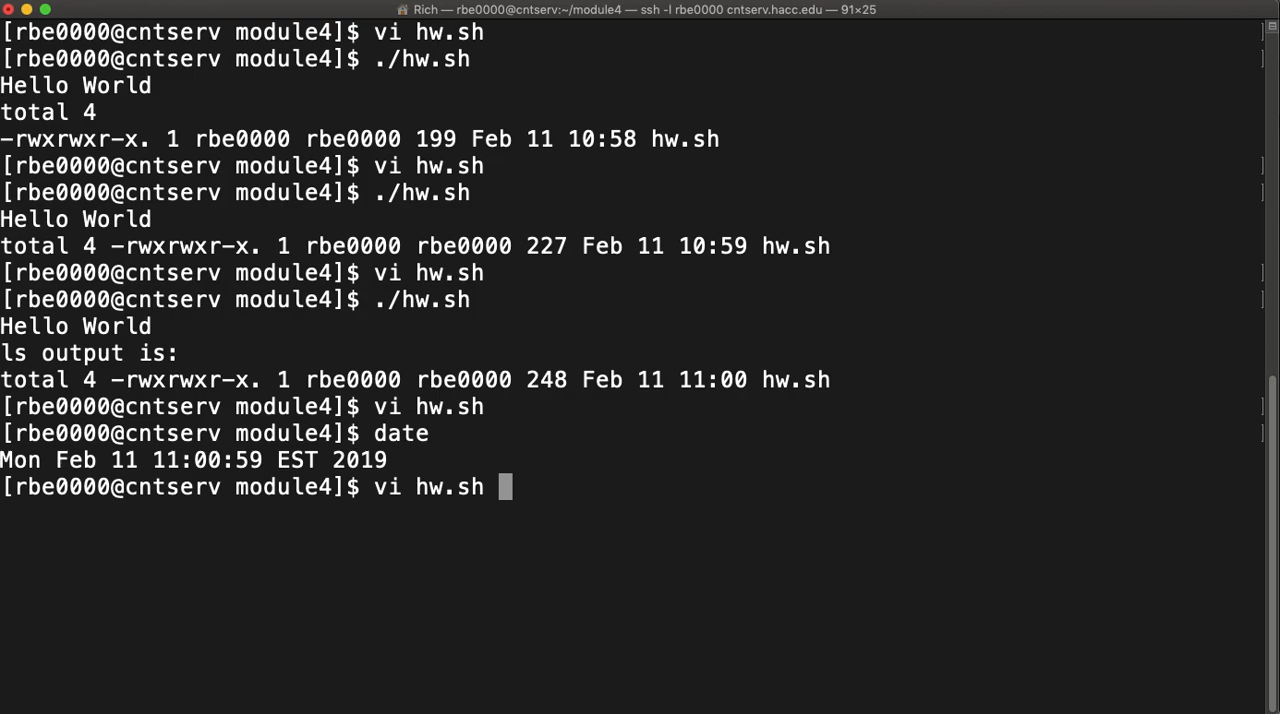 Rich — rbe0000@cntserv:~/module4 — ssh -l rbe0000 cntserv.hacc.edu — 91×25
[rbe0000@cntserv module4]$ vi hw.sh
[rbe0000@cntserv module4]$ ./hw.sh
Hello World
total 4
-rwxrwxr-x. 1 rbe0000 rbe0000 199 Feb 11 10:58 hw.sh
[rbe0000@cntserv module4]$ vi hw.sh
[rbe0000@cntserv module4]$ ./hw.sh
Hello World
total 4 -rwxrwxr-x. 1 rbe0000 rbe0000 227 Feb 11 10:59 hw.sh
[rbe0000@cntserv module4]$ vi hw.sh
[rbe0000@cntserv module4]$ ./hw.sh
Hello World
ls output is:
total 4 -rwxrwxr-x. 1 rbe0000 rbe0000 248 Feb 11 11:00 hw.sh
[rbe0000@cntserv module4]$ vi hw.sh
[rbe0000@cntserv module4]$ date
Mon Feb 11 11:00:59 EST 2019
[rbe0000@cntserv module4]$ vi hw.sh